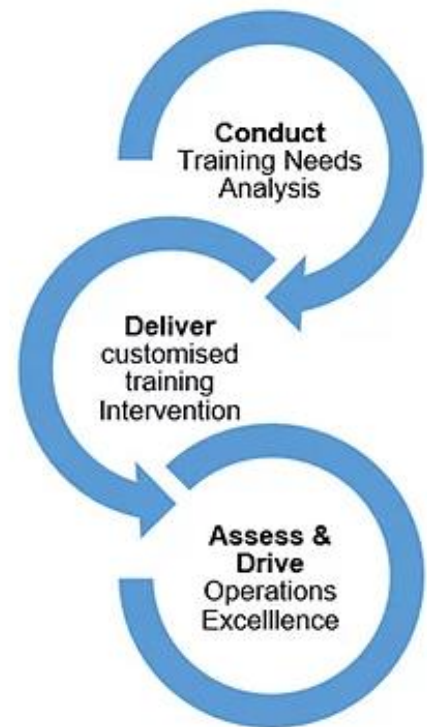 Conduct
Training Needs
Analysis
Deliver
customised
training
Intervention
Assess &
Drive
Operations
Excelllence